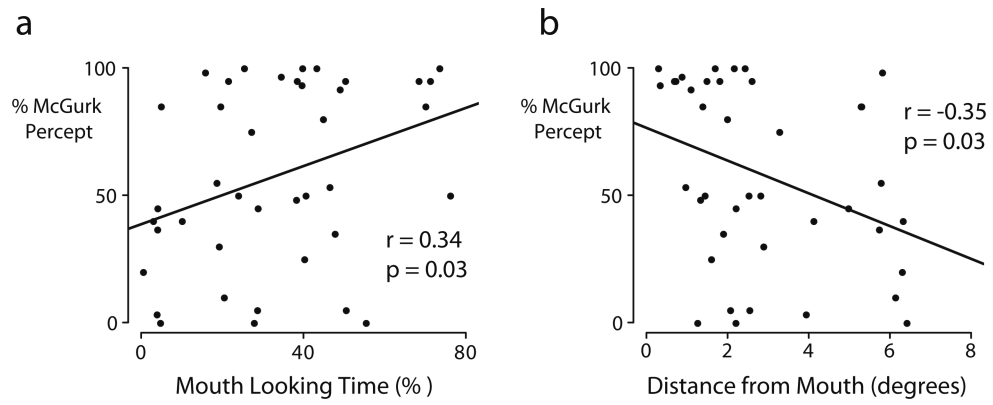 a
100
% McGurk
Percept
50
0
r = 0.34
p = 0.03
0 40 80
Mouth Looking Time (% )
b
100
% McGurk
Percept
50
0
r = -0.35
p = 0.03
0 2 4 6 8
Distance from Mouth (degrees)